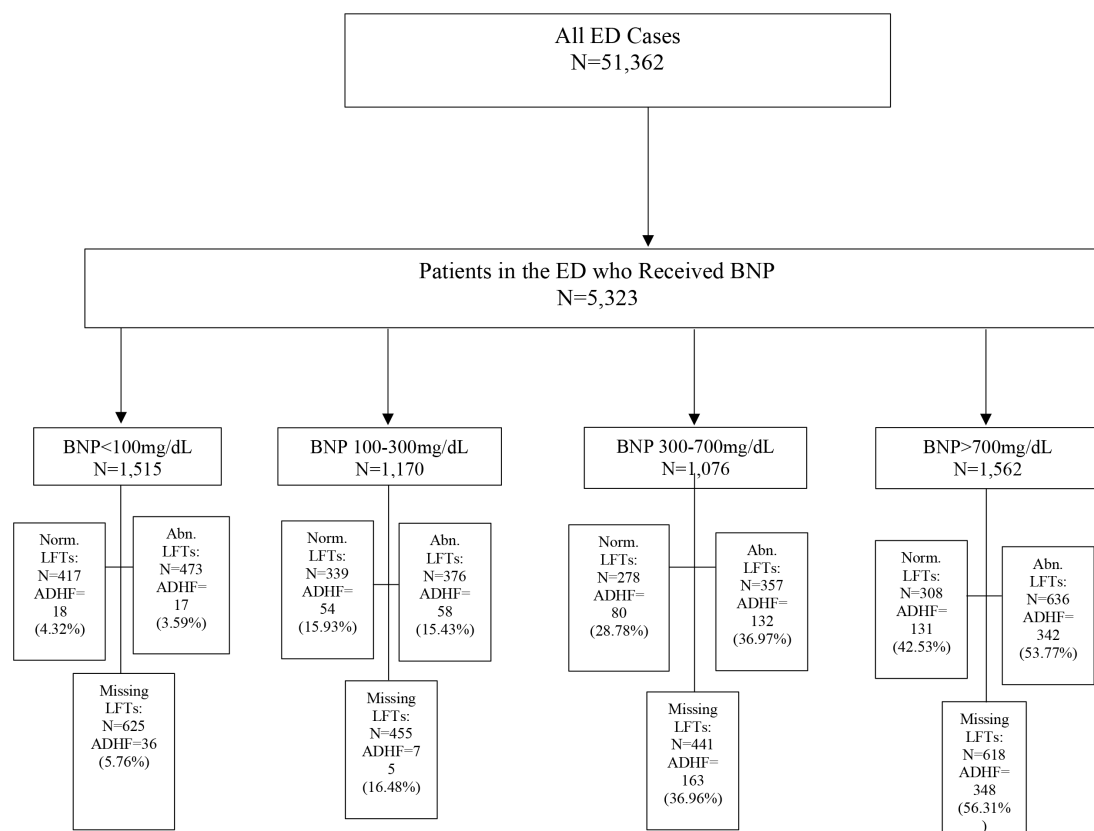 All ED Cases
N=51,362
Patients in the ED who Received BNP
N=5,323
BNP<100mg/dL
N=1,515
BNP 100-300mg/dL
N=1,170
BNP 300-700mg/dL
N=1,076
BNP>700mg/dL
N=1,562
Norm.
LFTs:
N=417
ADHF=
18
(4.32%)
Abn.
LFTs:
N=473
ADHF=
17
(3.59%)
Missing
LFTs:
N=625
ADHF=36
(5.76%)
Norm.
LFTs:
N=339
ADHF=
54
(15.93%)
Abn.
LFTs:
N=376
ADHF=
58
(15.43%)
Missing
LFTs:
N=455
ADHF=7
5
(16.48%)
Norm.
LFTs:
N=278
ADHF=
80
(28.78%)
Abn.
LFTs:
N=357
ADHF=
132
(36.97%)
Missing
LFTs:
N=441
ADHF=
163
(36.96%)
Norm.
LFTs:
N=308
ADHF=
131
(42.53%)
Abn.
LFTs:
N=636
ADHF=
342
(53.77%)
Missing
LFTs:
N=618
ADHF=
348
(56.31%
)